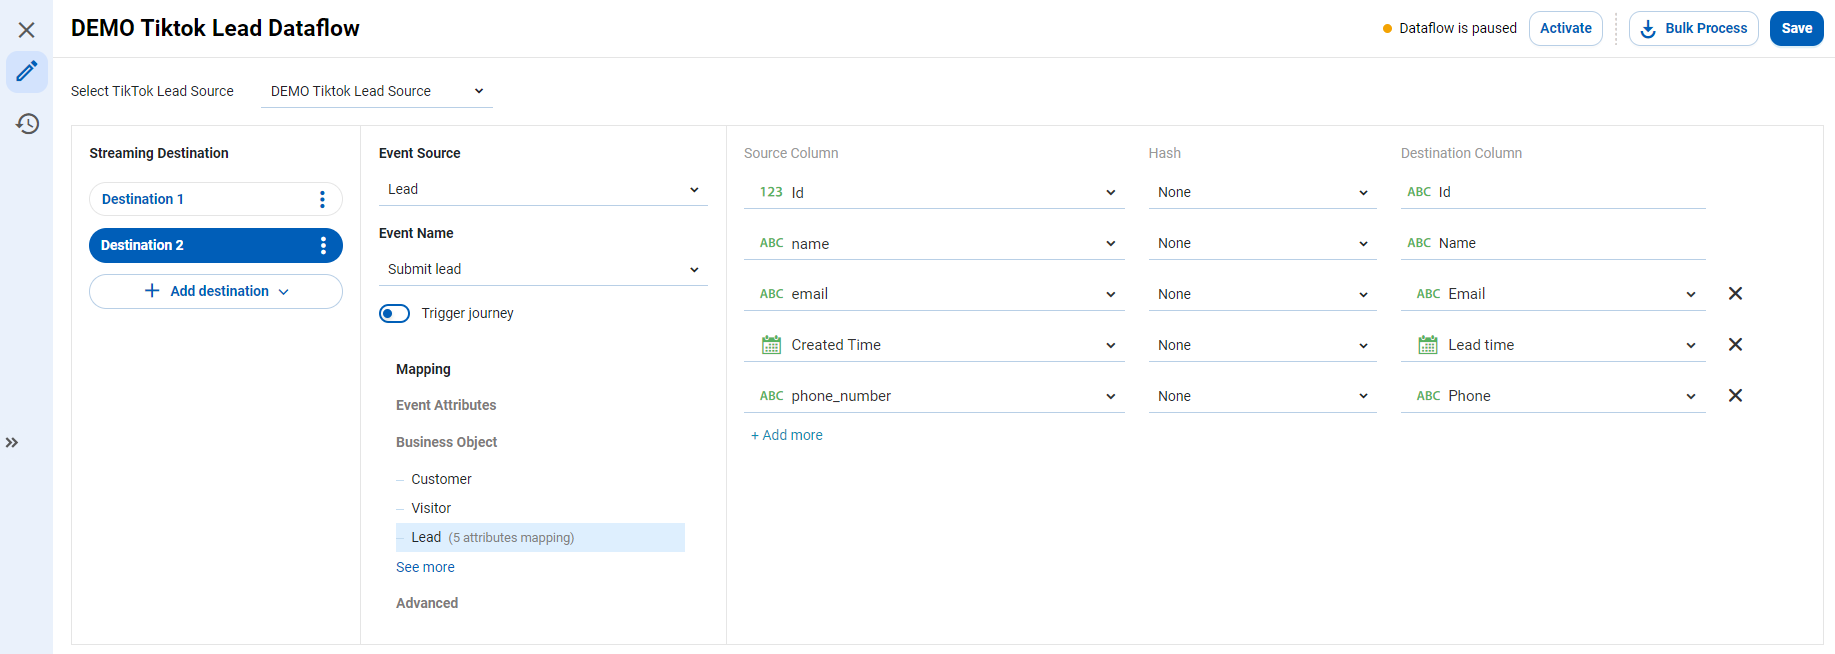 DEMO Tiktok Lead Dataflow
Dataflow is paused
Activate
Bulk Process
Save
Select TikTok Lead Source
DEMO Tiktok Lead Source
Streaming Destination
Destination 1
Destination 2
Add destination
Event Source
Lead
Event Name
Submit lead
Trigger journey
Mapping
Event Attributes
Business Object
Customer
Visitor
Lead (5 attributes mapping)
See more
Advanced
Source Column Hash Destination Column
123 Id None ABC Id
ABC name None ABC Name
ABC email None ABC Email
Created Time None Lead time
ABC phone_number None ABC Phone
+ Add more